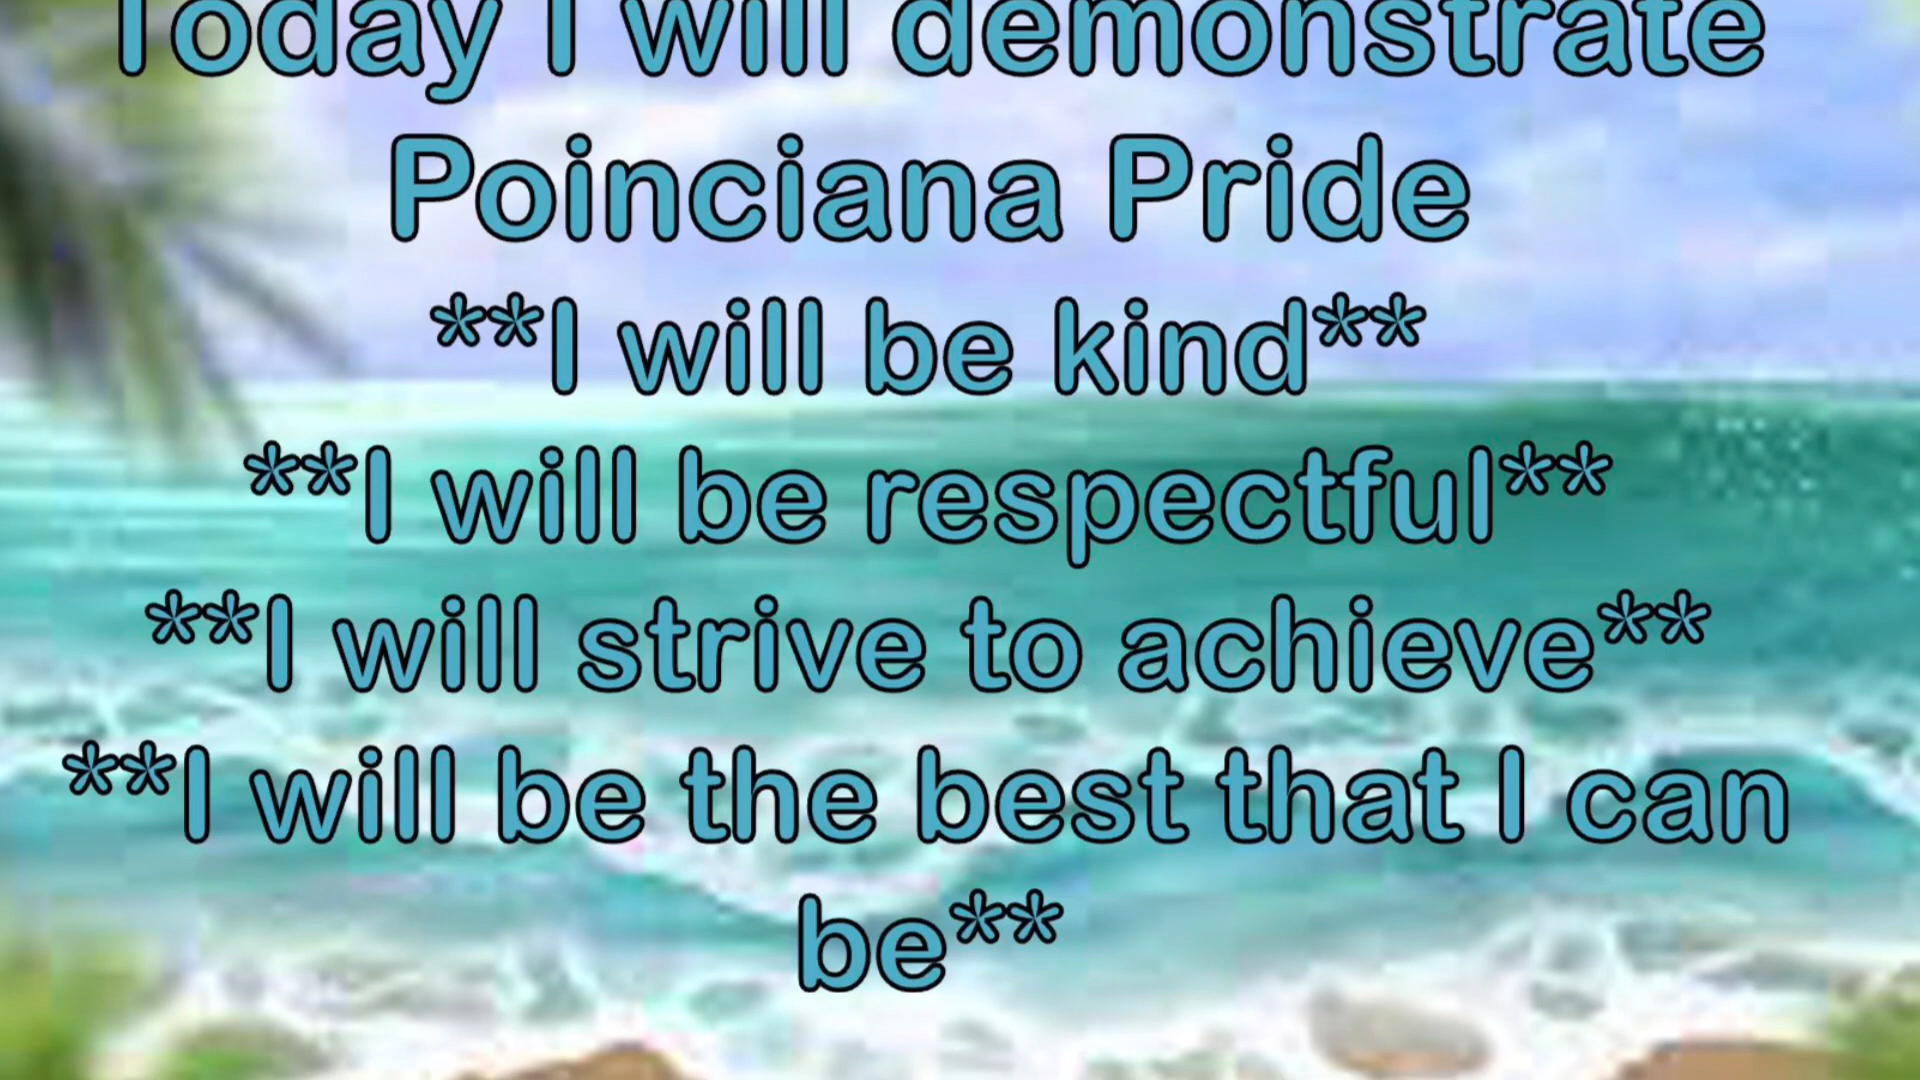 Today I will demonstrate
Poinciana Pride
**I will be kind**
**I will be respectful**
**I will strive to achieve**
**I will be the best that I can
be**